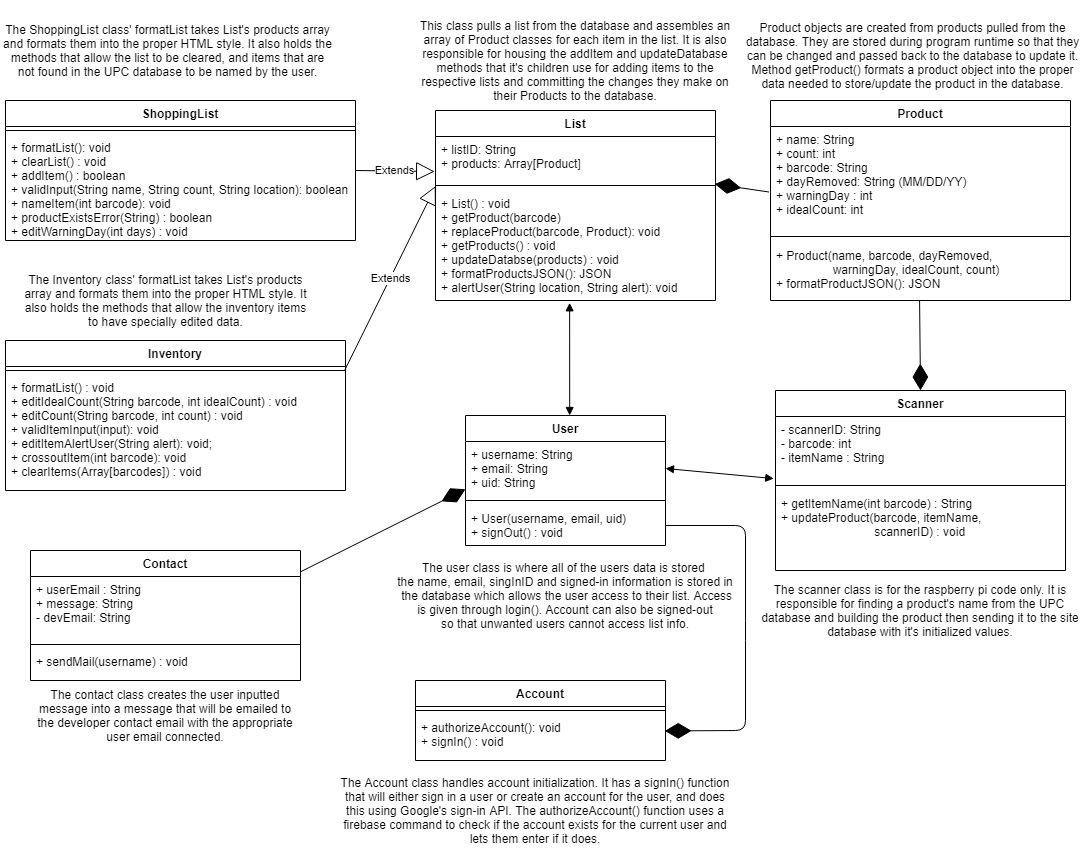 The ShoppingList class' formatList takes List's products array
and formats them into the proper HTML style. It also holds the
methods that allow the list to be cleared, and items that are
not found in the UPC database to be named by the user.
ShoppingList
+ formatList(): void
+ clearList() : void
+ addItem() : boolean
+ validInput(String name, String count, String location): boolean
+ nameItem(int barcode): void
+ productExistsError(String) : boolean
+ editWarningDay(int days) : void
Extends
This class pulls a list from the database and assembles an
array of Product classes for each item in the list. It is also
responsible for housing the addItem and updateDatabase
methods that it's children use for adding items to the
respective lists and committing the changes they make on
their Products to the database.
List
+ listID: String
+ products: Array[Product]
+ List() : void
+ getProduct(barcode)
+ replaceProduct(barcode, Product): void
+ getProducts() : void
+ updateDatabse(products) : void
+ formatProductsJSON(): JSON
+ alertUser(String location, String alert): void
Product objects are created from products pulled from the
database. They are stored during program runtime so that they
can be changed and passed back to the database to update it.
Method getProduct() formats a product object into the proper
data needed to store/update the product in the database.
Product
+ name: String
+ count: int
+ barcode: String
+ dayRemoved: String (MM/DD/YY)
+ warningDay : int
+ idealCount: int
+ Product(name, barcode, dayRemoved,
warningDay, idealCount, count)
+ formatProductJSON(): JSON
The Inventory class' formatList takes List's products
array and formats them into the proper HTML style. It
also holds the methods that allow the inventory items
to have specially edited data.
Extends
Inventory
+ formatList() : void
+ editIdealCount(String barcode, int idealCount) : void
+ editCount(String barcode, int count) : void
+ validItemInput(input): void
+ editItemAlertUser(String alert): void;
+ crossoutItem(int barcode): void
+ clearItems(Array[barcodes]) : void
User
+ username: String
+ email: String
+ uid: String
+ User(username, email, uid)
+ signOut() : void
The user class is where all of the users data is stored
the name, email, singInID and signed-in information is stored in
the database which allows the user access to their list. Access
is given through login(). Account can also be signed-out
so that unwanted users cannot access list info.
Scanner
- scannerID: String
- barcode: int
- itemName : String
+ getItemName(int barcode) : String
+ updateProduct(barcode, itemName,
scannerID) : void
The scanner class is for the raspberry pi code only. It is
responsible for finding a product's name from the UPC
database and building the product then sending it to the site
database with it's initialized values.
Contact
+ userEmail : String
+ message: String
- devEmail: String
+ sendMail(username) : void
The contact class creates the user inputted
message into a message that will be emailed to
the developer contact email with the appropriate
user email connected.
Account
+ authorizeAccount(): void
+ signIn() : void
The Account class handles account initialization. It has a signIn() function
that will either sign in a user or create an account for the user, and does
this using Google's sign-in API. The authorizeAccount() function uses a
firebase command to check if the account exists for the current user and
lets them enter if it does.